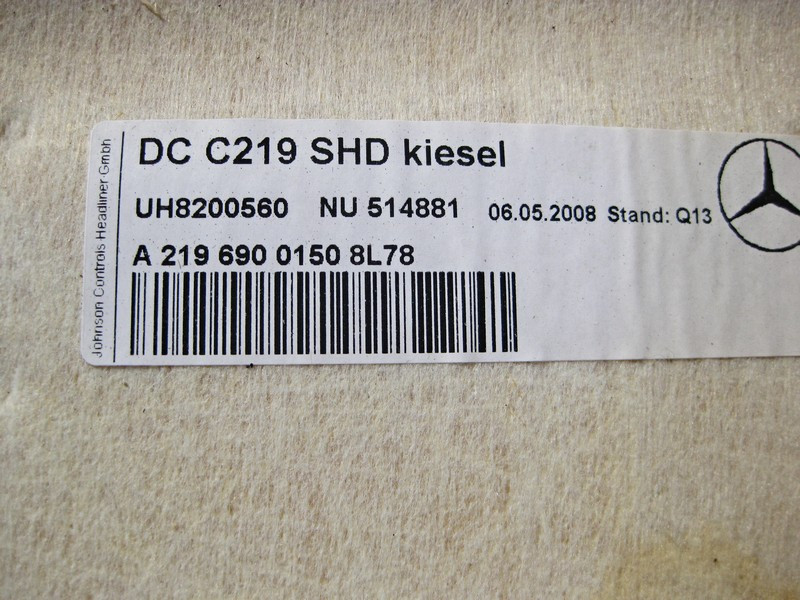 Johnson Controls Headliner Gmbh
DC C219 SHD kiesel
UH8200560 NU 514881 06.05.2008 Stand: Q13
A 219 690 0150 8L78